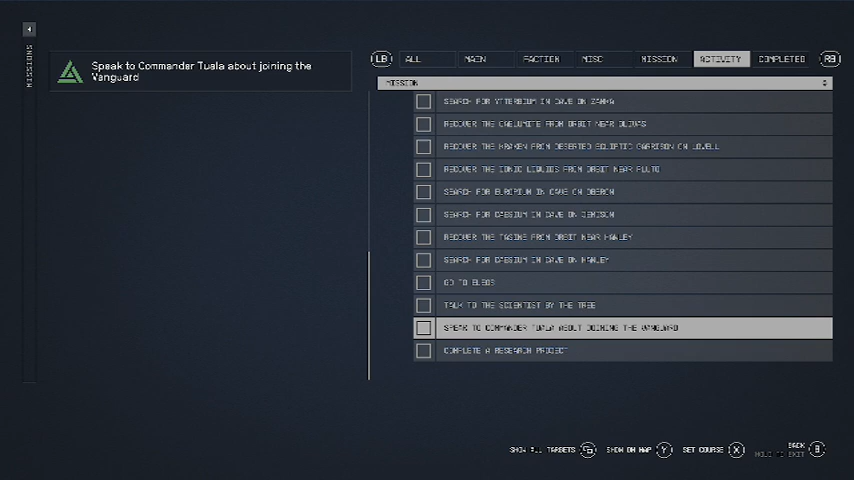 MISSIONS
Speak to Commander Tuala about joining the
Vanguard
LB ALL MAIN FACTION MISC MISSION ACTIVITY COMPLETED RB
MISSION
SEARCH FOR YTTERBIUM IN CAVE ON ZAMKA
RECOVER THE CAELUMITE FROM ORBIT NEAR OLIVAS
RECOVER THE KRAKEN FROM DESERTED ECLIPTIC GARRISON ON LOVELL
RECOVER THE IONIC LIQUIDS FROM ORBIT NEAR PLUTO
SEARCH FOR EUROPIUM IN CAVE ON OBERON
SEARCH FOR CAESIUM IN CAVE ON JEMISON
RECOVER THE TASINE FROM ORBIT NEAR HAWLEY
SEARCH FOR CAESIUM IN CAVE ON HAWLEY
GO TO ELEOS
TALK TO THE SCIENTIST BY THE TREE
SPEAK TO COMMANDER TUALA ABOUT JOINING THE VANGUARD
COMPLETE A RESEARCH PROJECT
SHOW ALL TARGETS SHOW ON MAP Y SET COURSE X BACK B
HOLD TO EXIT